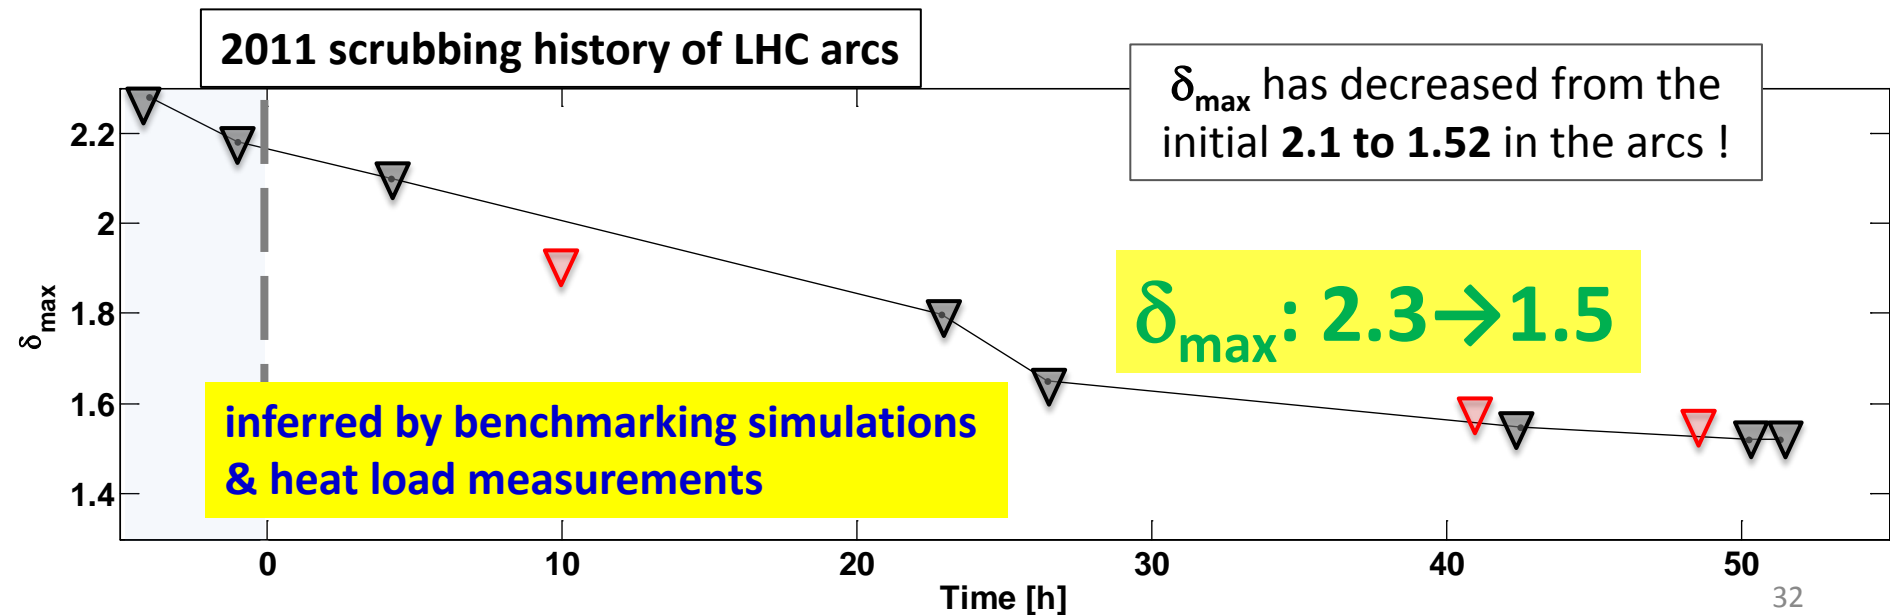 2011 scrubbing history of LHC arcs
δmax has decreased from the
initial 2.1 to 1.52 in the arcs !
2.2
2
1.8
1.6
1.4
δmax
δmax: 2.3→1.5
inferred by benchmarking simulations
& heat load measurements
0 10 20 30 40 50
Time [h]
32